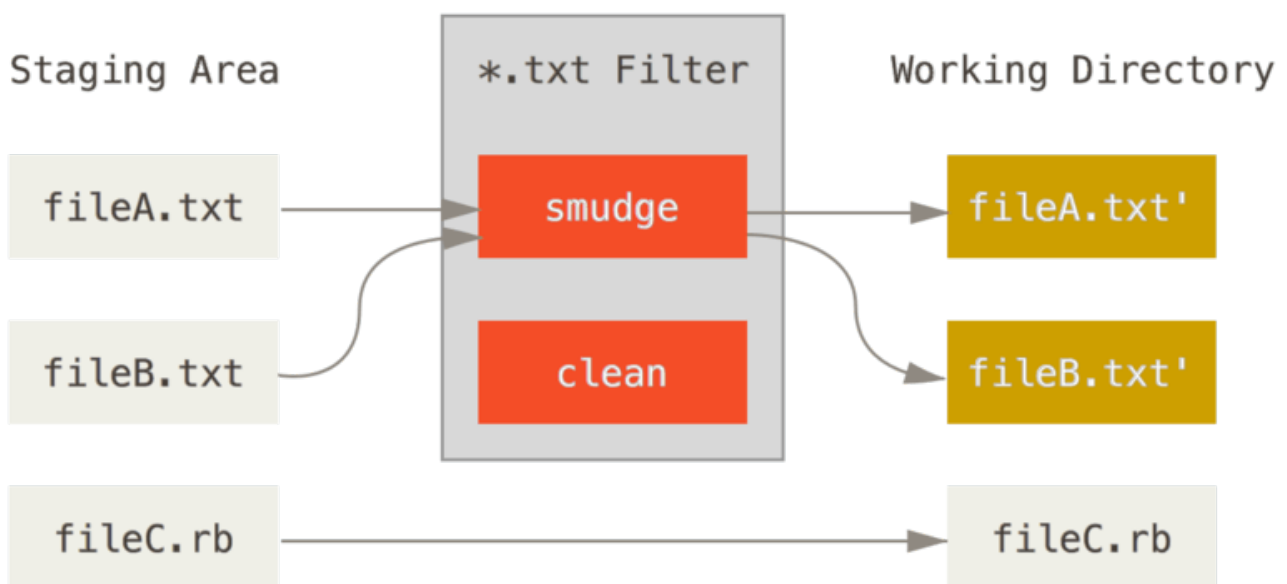 Staging Area
*.txt Filter
Working Directory
fileA.txt
smudge
fileA.txt'
fileB.txt
clean
fileB.txt'
fileC.rb
fileC.rb